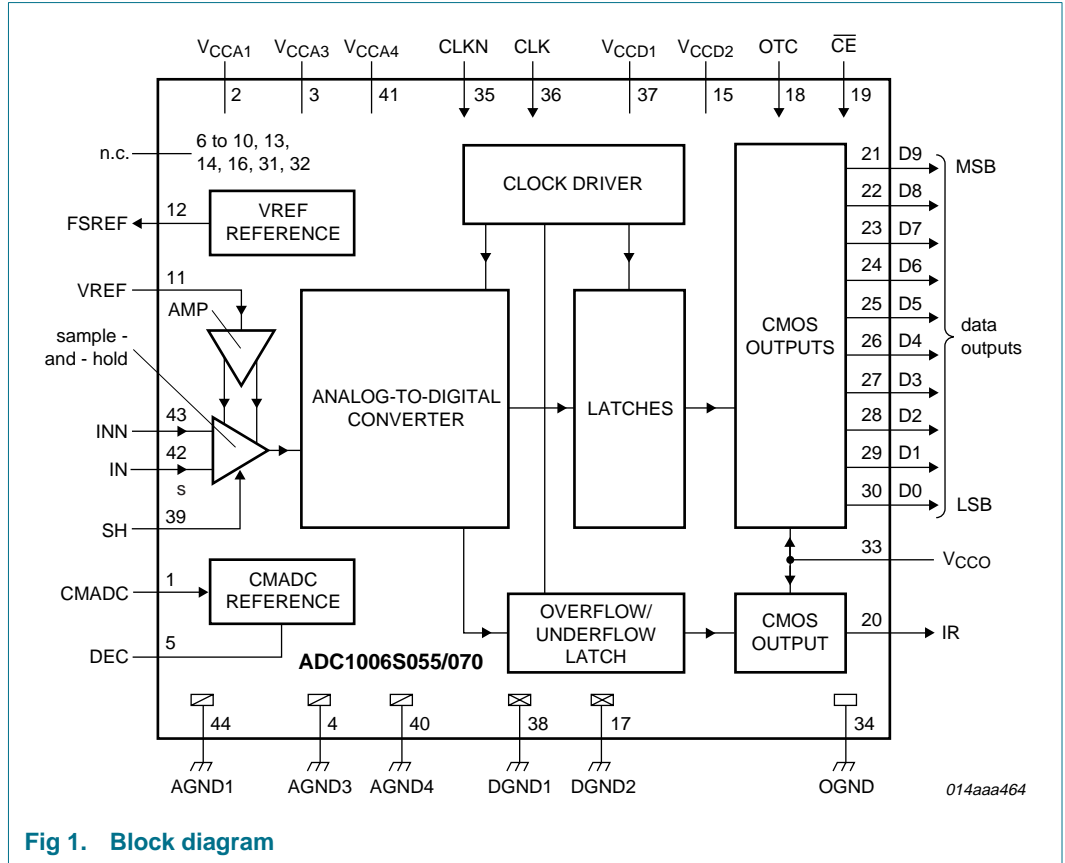 VCCA1 VCCA3 VCCA4 CLKN CLK VCCD1 VCCD2 OTC CE
2 3 41 35 36 37 15 18 19
n.c.
6 to 10, 13,
14, 16, 31, 32
FSREF 12
VREF
REFERENCE
VREF 11
AMP
sample -
and - hold
INN 43
IN 42
s
SH 39
CMADC 1
CMADC
REFERENCE
DEC 5
CLOCK DRIVER
ANALOG-TO-DIGITAL
CONVERTER
LATCHES
CMOS
OUTPUTS
21 D9 MSB
22 D8
23 D7
24 D6
25 D5
26 D4
27 D3
28 D2
29 D1
30 D0 LSB
data
outputs
33 VCCO
OVERFLOW/
UNDERFLOW
LATCH
CMOS
OUTPUT
20 IR
ADC1006S055/070
44 4 40 38 17 34
AGND1 AGND3 AGND4 DGND1 DGND2 OGND
014aaa464
Fig 1. Block diagram